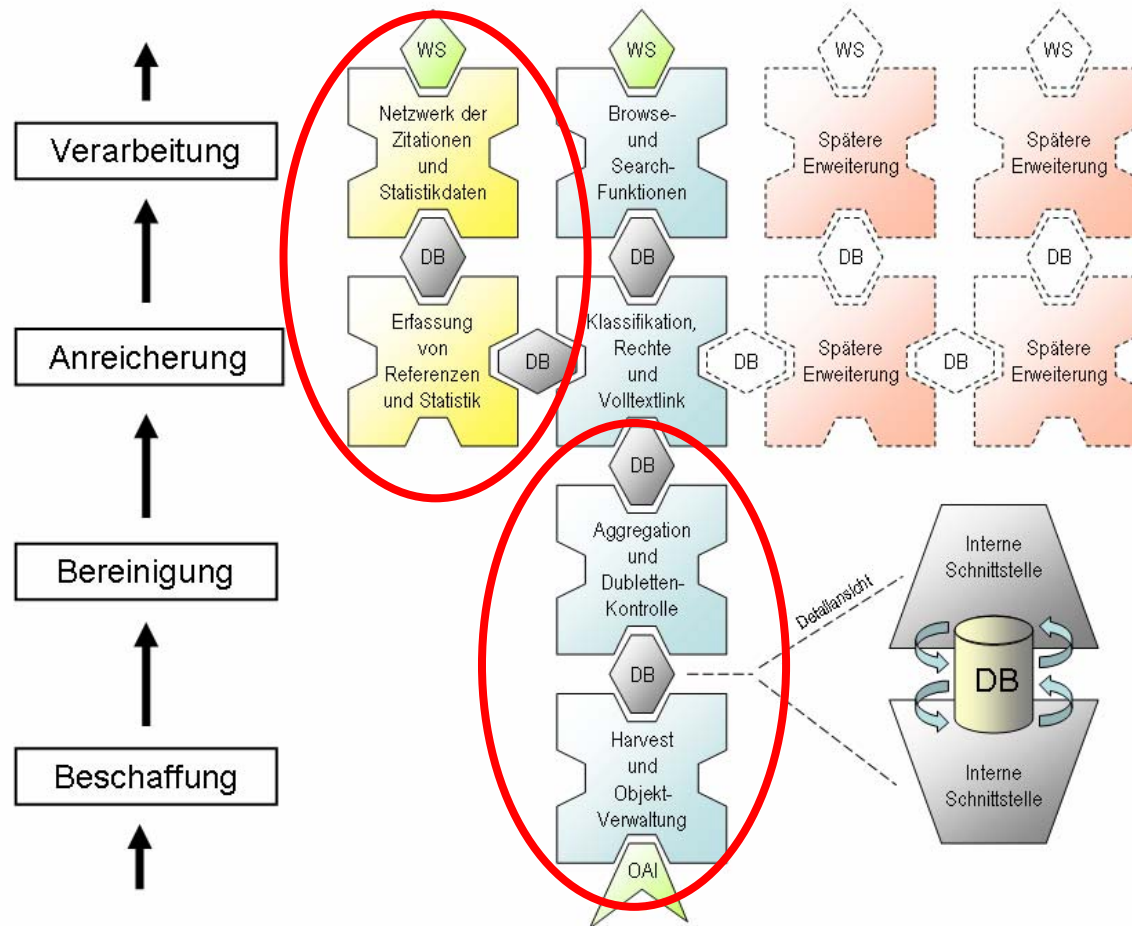 WS
WS
WS
WS
Verarbeitung
Netzwerk der
Zitationen
und
Statistikdaten
Browse-
und
Search-
Funktionen
Spätere
Erweiterung
Spätere
Erweiterung
DB
DB
DB
DB
Anreicherung
Erfassung
von
Referenzen
und Statistik
DB
Klassifikation,
Rechte
und
Volltextlink
DB
Spätere
Erweiterung
DB
Spätere
Erweiterung
DB
Bereinigung
Aggregation
und
Dubletten-
Kontrolle
DB
Detailansicht
Interne
Schnittstelle
DB
Interne
Schnittstelle
Beschaffung
Harvest
und
Objekt-
Verwaltung
OAI